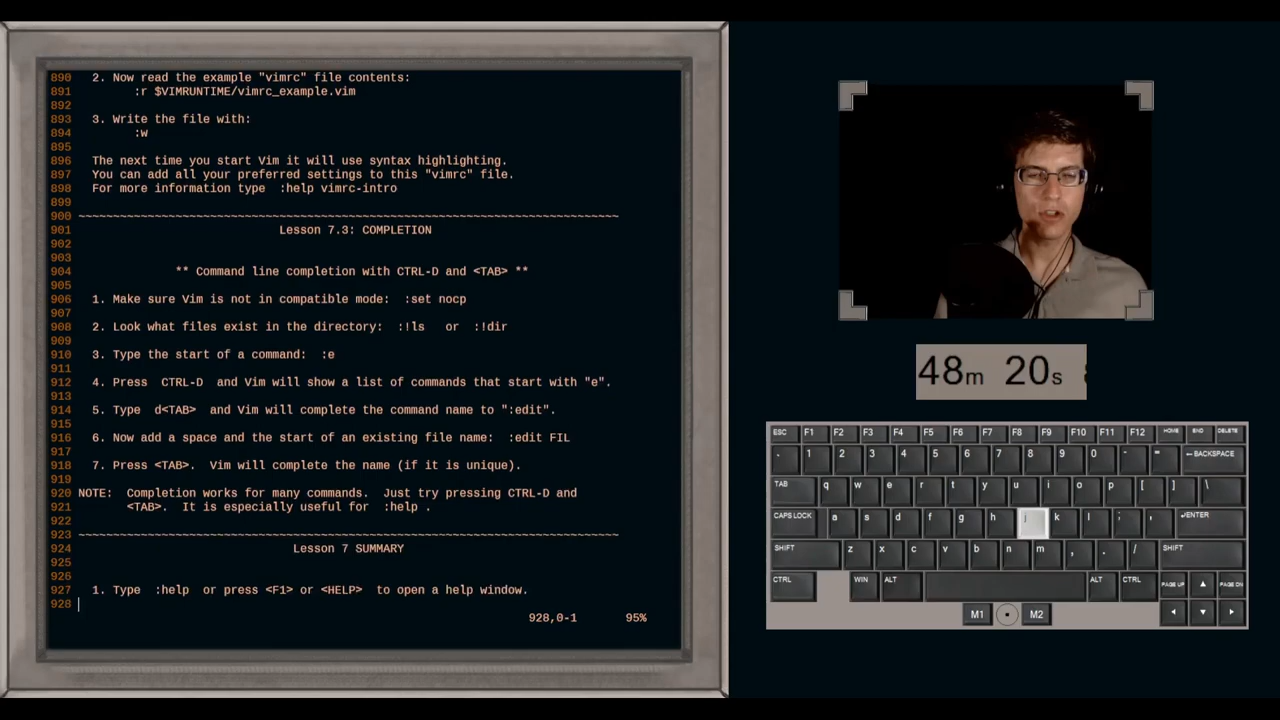 890 2. Now read the example "vimrc" file contents:
891 :r $VIMRUNTIME/vimrc_example.vim
892
893 3. Write the file with:
894 :w
895
896 The next time you start Vim it will use syntax highlighting.
897 You can add all your preferred settings to this "vimrc" file.
898 For more information type :help vimrc-intro
899
900 ~~~~~~~~~~~~~~~~~~~~~~~~~~~~~~~~~~~~~~~~~~~~~~~~~~~~~~~~~~~~~~~~~~~~~~~~~~~~~~
901 Lesson 7.3: COMPLETION
902
903
904 ** Command line completion with CTRL-D and <TAB> **
905
906 1. Make sure Vim is not in compatible mode: :set nocp
907
908 2. Look what files exist in the directory: :!ls or :!dir
909
910 3. Type the start of a command: :e
911
912 4. Press CTRL-D and Vim will show a list of commands that start with "e".
913
914 5. Type d<TAB> and Vim will complete the command name to ":edit".
915
916 6. Now add a space and the start of an existing file name: :edit FIL
917
918 7. Press <TAB>. Vim will complete the name (if it is unique).
919
920 NOTE: Completion works for many commands. Just try pressing CTRL-D and
921 <TAB>. It is especially useful for :help .
922
923 ~~~~~~~~~~~~~~~~~~~~~~~~~~~~~~~~~~~~~~~~~~~~~~~~~~~~~~~~~~~~~~~~~~~~~~~~~~~~~~
924 Lesson 7 SUMMARY
925
926
927 1. Type :help or press <F1> or <HELP> to open a help window.
928
928,0-1 95%
48m 20s
ESC F1 F2 F3 F4 F5 F6 F7 F8 F9 F10 F11 F12 HOME END DELETE
1 2 3 4 5 6 7 8 9 0 - = ←BACKSPACE
TAB q w e r t y u i o p [ ] \
CAPS LOCK a s d f g h j k l ; ' ↵ENTER
SHIFT z x c v b n m , . / SHIFT
CTRL WIN ALT ALT CTRL PAGE UP ▲ PAGE DN
M1 M2 ◄ ▼ ►